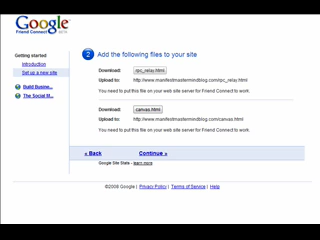 Google
Friend Connect BETA
Getting started
Introduction
Set up a new site
Build Busine...
The Social M...
2 Add the following files to your site
Download: rpc_relay.html
Upload to: http://www.manifestmastermindblog.com/rpc_relay.html
You need to put this file on your web site server for Friend Connect to work.
Download: canvas.html
Upload to: http://www.manifestmastermindblog.com/canvas.html
You need to put this file on your web site server for Friend Connect to work.
« Back Continue »
Google Site Stats - learn more
©2009 Google | Privacy Policy | Terms of Service | Help